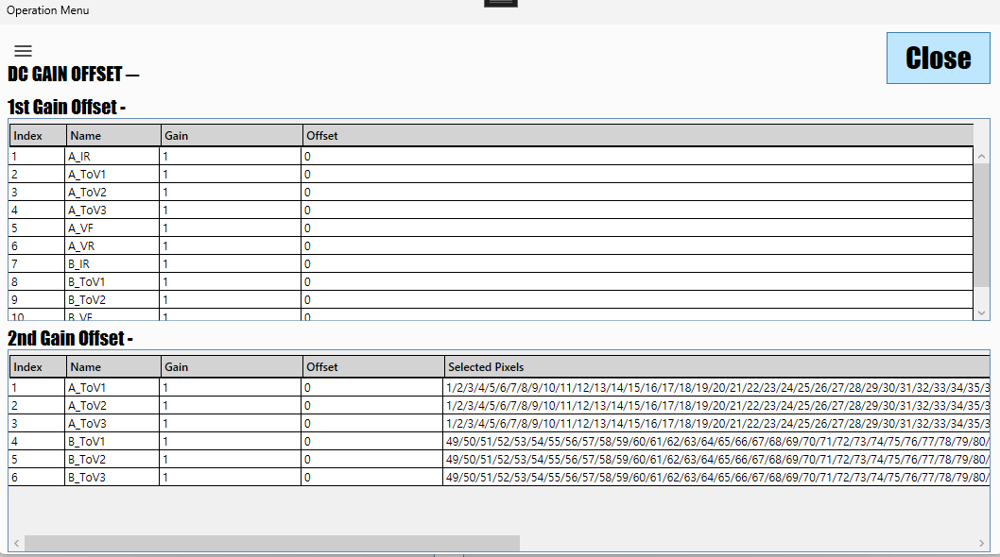 Operation Menu
Close
DC GAIN OFFSET —
1st Gain Offset -
Index Name Gain Offset
1 A_IR 1 0
2 A_ToV1 1 0
3 A_ToV2 1 0
4 A_ToV3 1 0
5 A_VF 1 0
6 A_VR 1 0
7 B_IR 1 0
8 B_ToV1 1 0
9 B_ToV2 1 0
10 B_VF 1 0
2nd Gain Offset -
Index Name Gain Offset Selected Pixels
1 A_ToV1 1 0 1/2/3/4/5/6/7/8/9/10/11/12/13/14/15/16/17/18/19/20/21/22/23/24/25/26/27/28/29/30/31/32/33/34/35/3
2 A_ToV2 1 0 1/2/3/4/5/6/7/8/9/10/11/12/13/14/15/16/17/18/19/20/21/22/23/24/25/26/27/28/29/30/31/32/33/34/35/3
3 A_ToV3 1 0 1/2/3/4/5/6/7/8/9/10/11/12/13/14/15/16/17/18/19/20/21/22/23/24/25/26/27/28/29/30/31/32/33/34/35/3
4 B_ToV1 1 0 49/50/51/52/53/54/55/56/57/58/59/60/61/62/63/64/65/66/67/68/69/70/71/72/73/74/75/76/77/78/79/80/
5 B_ToV2 1 0 49/50/51/52/53/54/55/56/57/58/59/60/61/62/63/64/65/66/67/68/69/70/71/72/73/74/75/76/77/78/79/80/
6 B_ToV3 1 0 49/50/51/52/53/54/55/56/57/58/59/60/61/62/63/64/65/66/67/68/69/70/71/72/73/74/75/76/77/78/79/80/